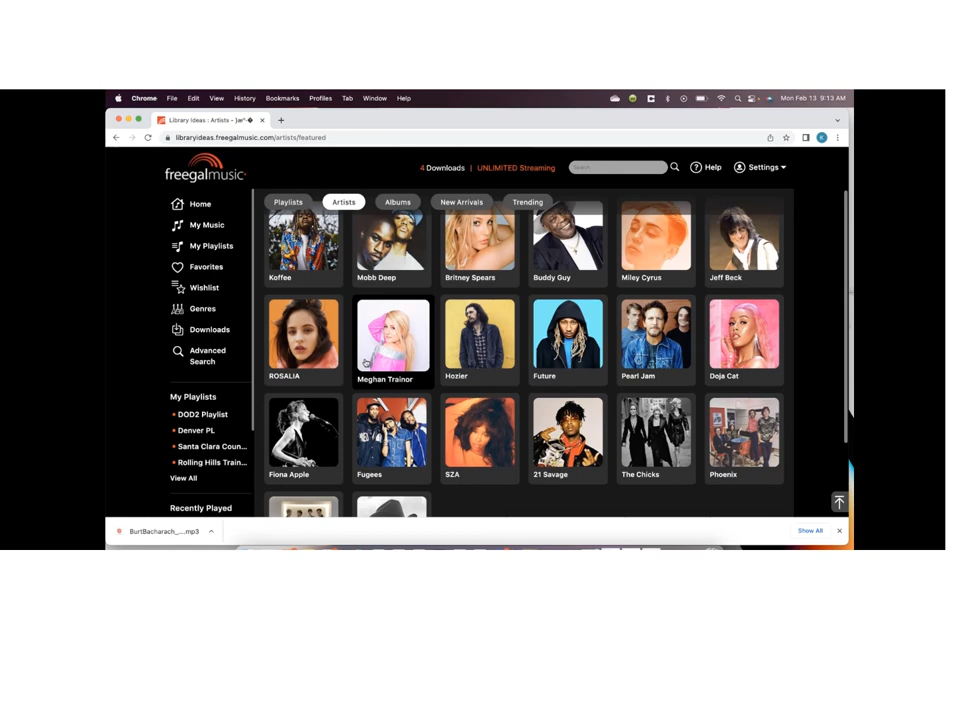 Chrome File Edit View History Bookmarks Profiles Tab Window Help Mon Feb 13 9:13 AM
libraryideas.freegalmusic.com/artists/featured
freegalmusic
4 Downloads | UNLIMITED Streaming
Search
Help
Settings
Home
My Music
My Playlists
Favorites
Wishlist
Genres
Downloads
Advanced
Search
My Playlists
DOD2 Playlist
Denver PL
Santa Clara Coun...
Rolling Hills Train...
View All
Recently Played
Playlists Artists Albums New Arrivals Trending
Koffee Mobb Deep Britney Spears Buddy Guy Miley Cyrus Jeff Beck
ROSALIA Meghan Trainor Hozier Future Pearl Jam Doja Cat
Fiona Apple Fugees SZA 21 Savage The Chicks Phoenix
BurtBacharach_....mp3
Show All